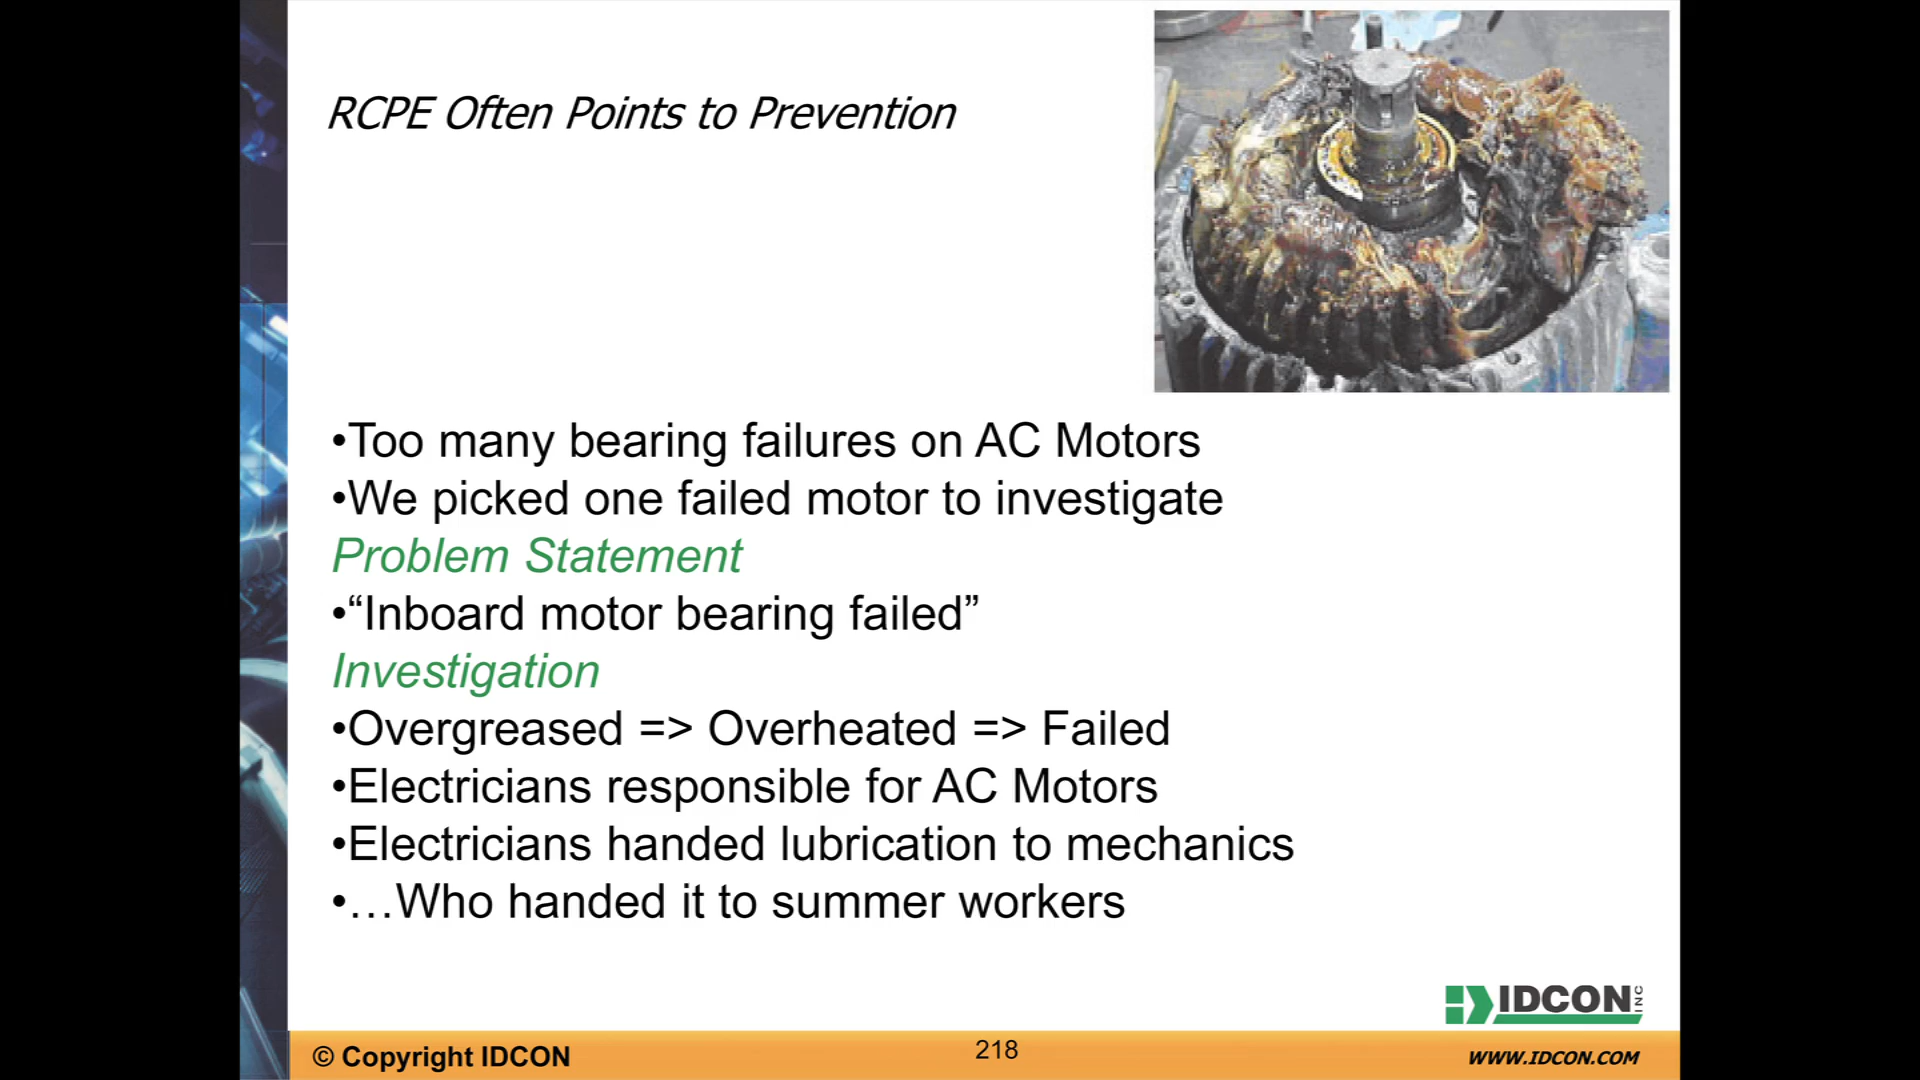 RCPE Often Points to Prevention
•Too many bearing failures on AC Motors
•We picked one failed motor to investigate
Problem Statement
•“Inboard motor bearing failed”
Investigation
•Overgreased => Overheated => Failed
•Electricians responsible for AC Motors
•Electricians handed lubrication to mechanics
•…Who handed it to summer workers
IDCON INC
© Copyright IDCON
218
WWW.IDCON.COM